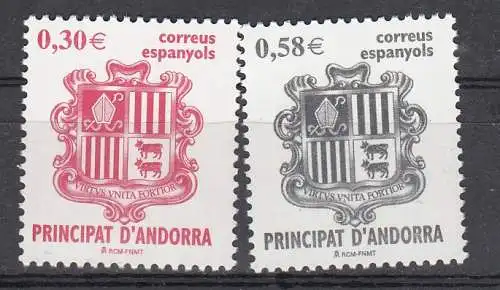 0,30€
correus
espanyols
VIRTVS VNITA FORTIOR
PRINCIPAT D'ANDORRA
RCM-FNMT
0,58€
correus
espanyols
VIRTVS VNITA FORTIOR
PRINCIPAT D'ANDORRA
RCM-FNMT